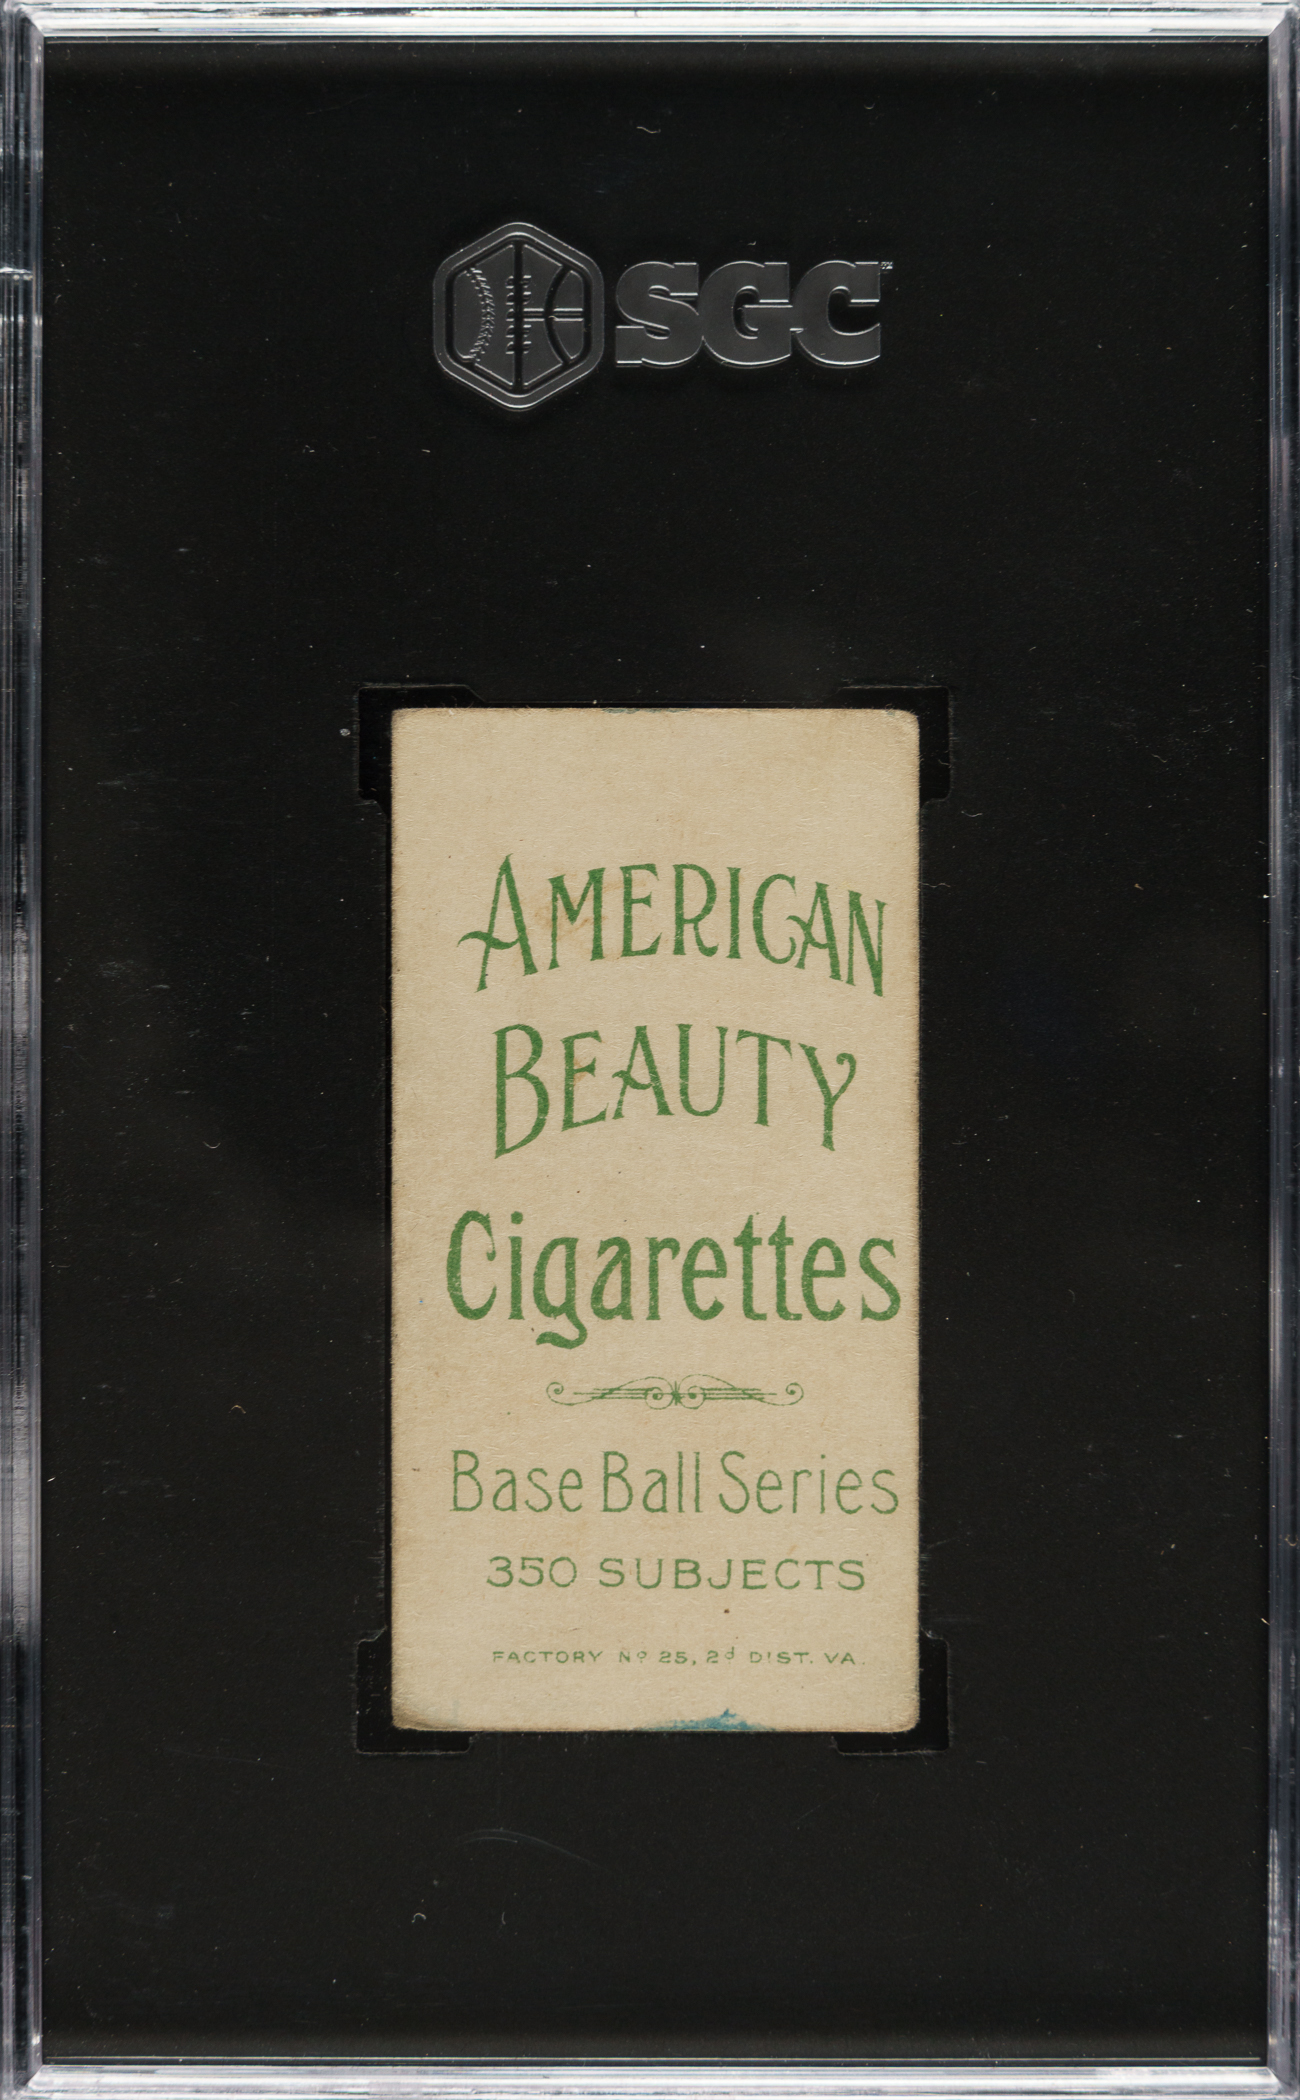 SGC
AMERICAN
BEAUTY
Cigarettes
Base Ball Series
350 SUBJECTS
FACTORY Nº 25, 2d DIST. VA.